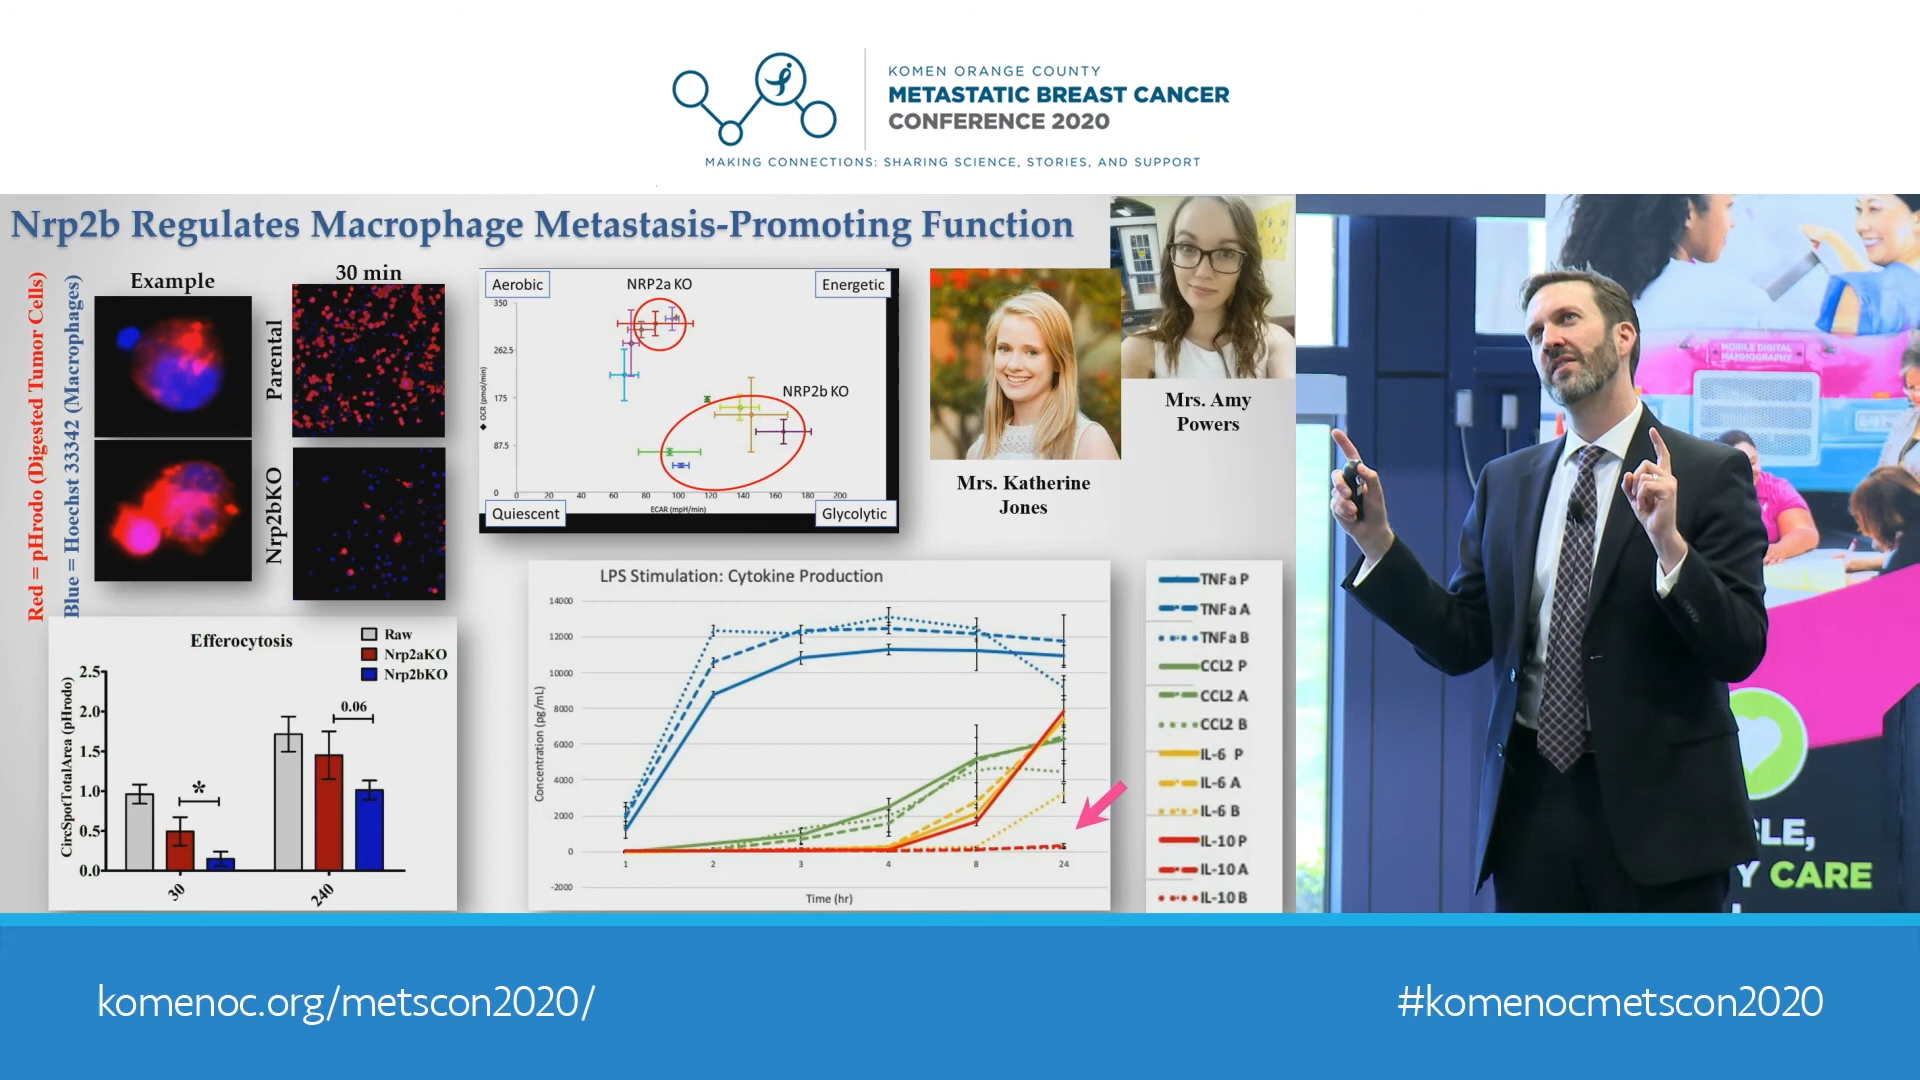 KOMEN ORANGE COUNTY
METASTATIC BREAST CANCER
CONFERENCE 2020
MAKING CONNECTIONS: SHARING SCIENCE, STORIES, AND SUPPORT
Nrp2b Regulates Macrophage Metastasis-Promoting Function
Red = pHrodo (Digested Tumor Cells)
Blue = Hoechst 33342 (Macrophages)
Example
30 min
Parental
Nrp2bKO
Aerobic
NRP2a KO
Energetic
350
262.5
175
87.5
0
OCR (pmol/min)
NRP2b KO
0 20 40 60 80 100 120 140 160 180 200
ECAR (mpH/min)
Quiescent
Glycolytic
Mrs. Katherine
Jones
Mrs. Amy
Powers
Efferocytosis
Raw
Nrp2aKO
Nrp2bKO
CircSpotTotalArea (pHrodo)
2.5
2.0
1.5
1.0
0.5
0.0
*
0.06
30
240
LPS Stimulation: Cytokine Production
Concentration (pg/mL)
14000
12000
10000
8000
6000
4000
2000
0
-2000
1 2 3 4 8 24
Time (hr)
TNFa P
TNFa A
TNFa B
CCL2 P
CCL2 A
CCL2 B
IL-6 P
IL-6 A
IL-6 B
IL-10 P
IL-10 A
IL-10 B
MOBILE DIGITAL
MAMMOGRAPHY
LE,
Y CARE
komenoc.org/metscon2020/
#komenocmetscon2020